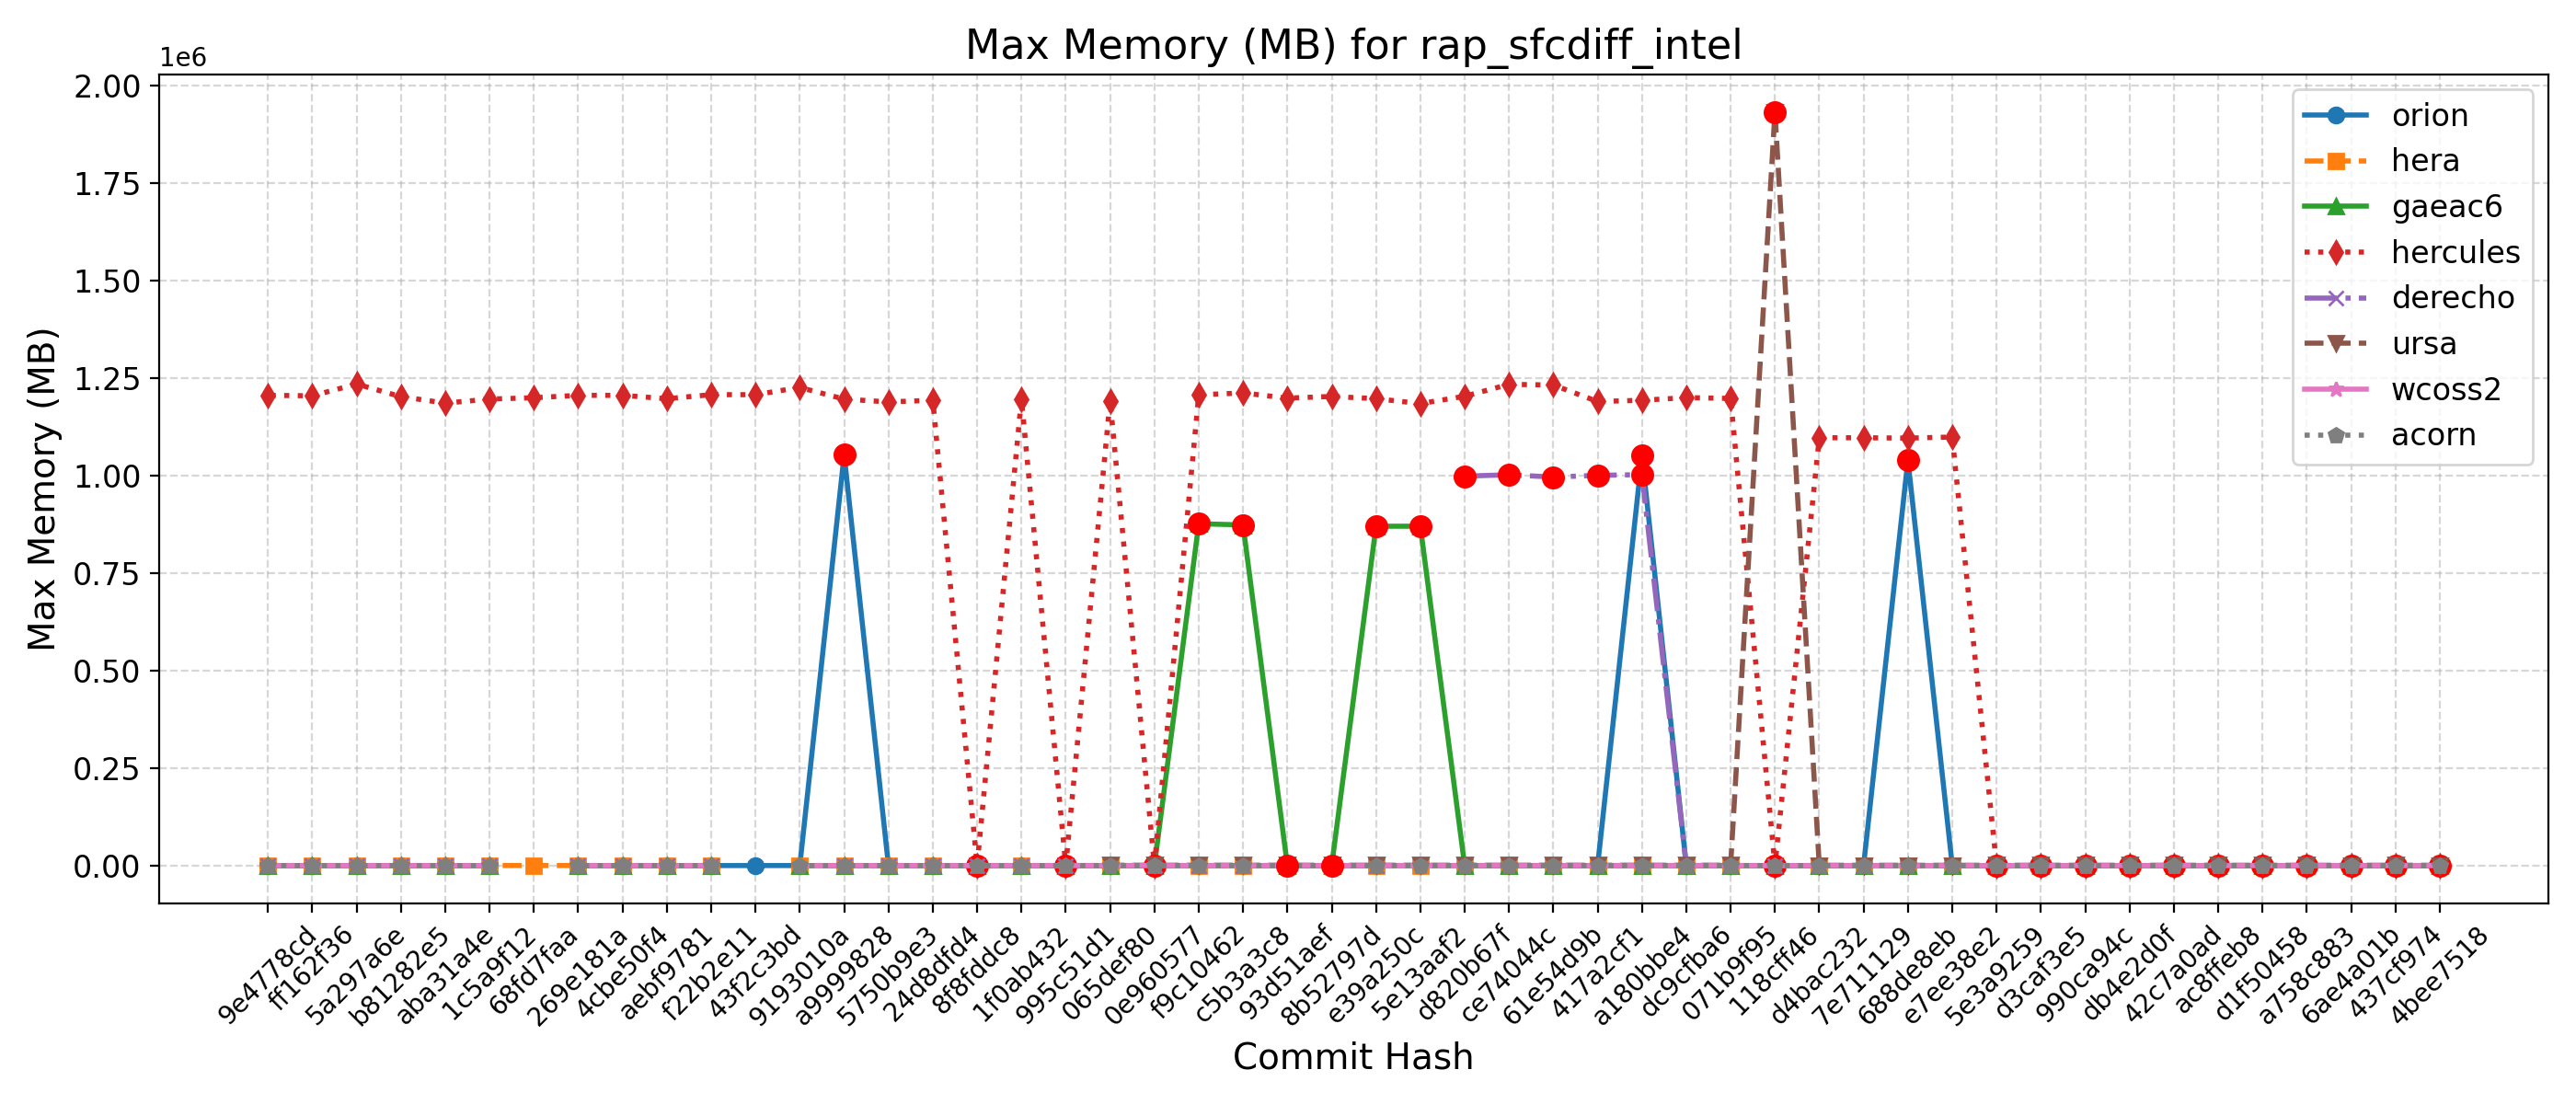 Max Memory (MB) for rap_sfcdiff_intel
1e6
2.00
1.75
1.50
1.25
1.00
0.75
0.50
0.25
0.00
Max Memory (MB)
orion
hera
gaeac6
hercules
derecho
ursa
wcoss2
acorn
9e4778cd
ff162f36
5a297a6e
b81282e5
aba31a4e
1c5a9f12
68fd7faa
269e181a
4cbe50f4
aebf9781
f22b2e11
43f2c3bd
9193010a
a9999828
5750b9e3
24d8dfd4
8f8fddc8
1f0ab432
995c51d1
065def80
0e960577
f9c10462
c5b3a3c8
93d51aef
8b52797d
e39a250c
5e13aaf2
d820b67f
ce74044c
61e54d9b
417a2cf1
a180bbe4
dc9cfba6
071b9f95
118cff46
d4bac232
7e711129
688de8eb
e7ee38e2
5e3a9259
d3caf3e5
990ca94c
db4e2d0f
42c7a0ad
ac8ffeb8
d1f50458
a758c883
6ae4a01b
437cf974
4bee7518
Commit Hash